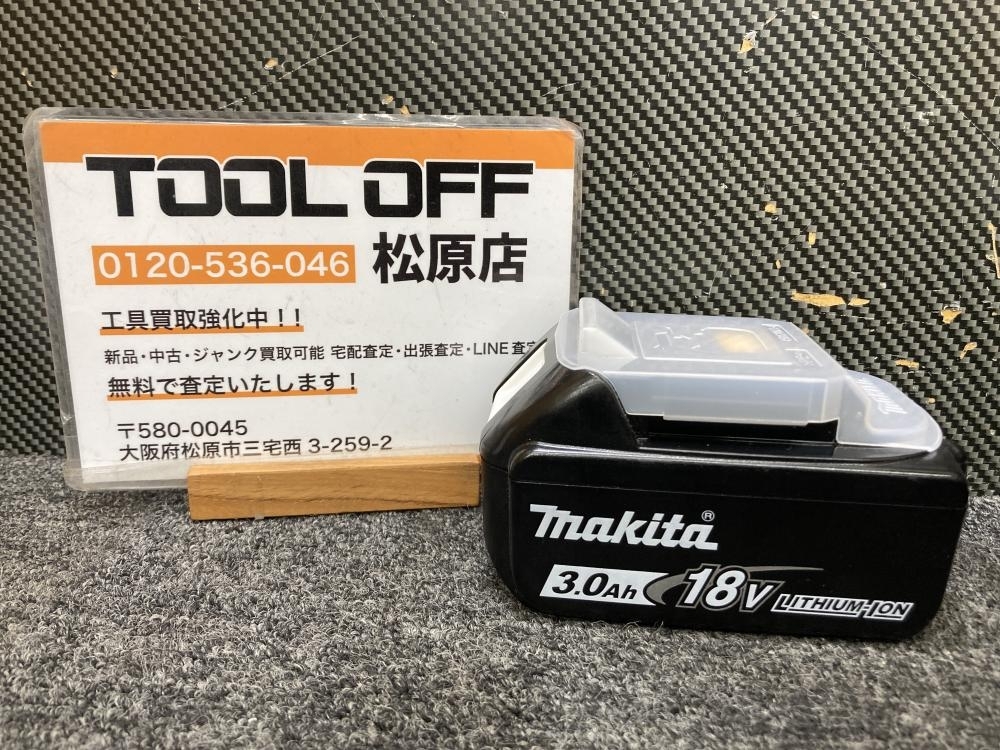 TOOL OFF
0120-536-046 松原店
工具買取強化中！！
新品・中古・ジャンク買取可能 宅配査定・出張査定・LINE査定
無料で査定いたします！
〒580-0045
大阪府松原市三宅西 3-259-2
makita®
3.0Ah 18V LITHIUM-ION
makita